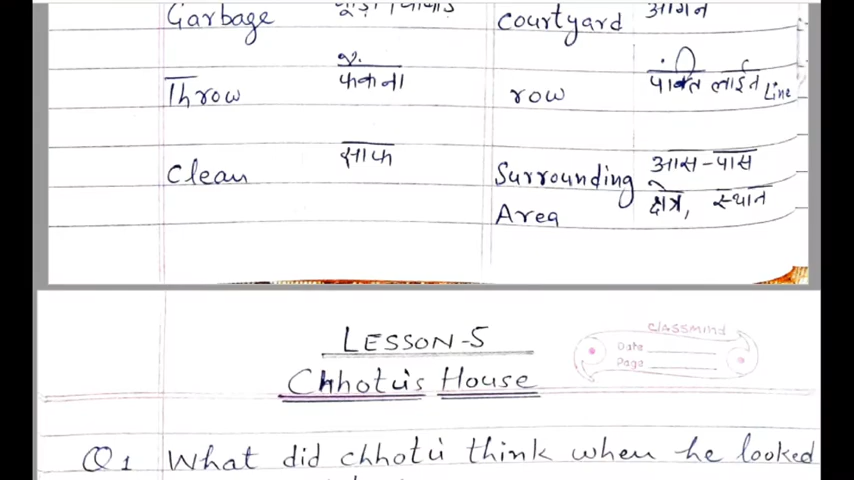 Garbage courtyard आंगन
Throw फेंकना row पंक्ति लाईन Line
Clean साफ Surrounding आस-पास
Area क्षेत्र, स्थान
LESSON-5
Chhotu's House
classmind
Date
Page
Q1 What did chhotu think when he looked